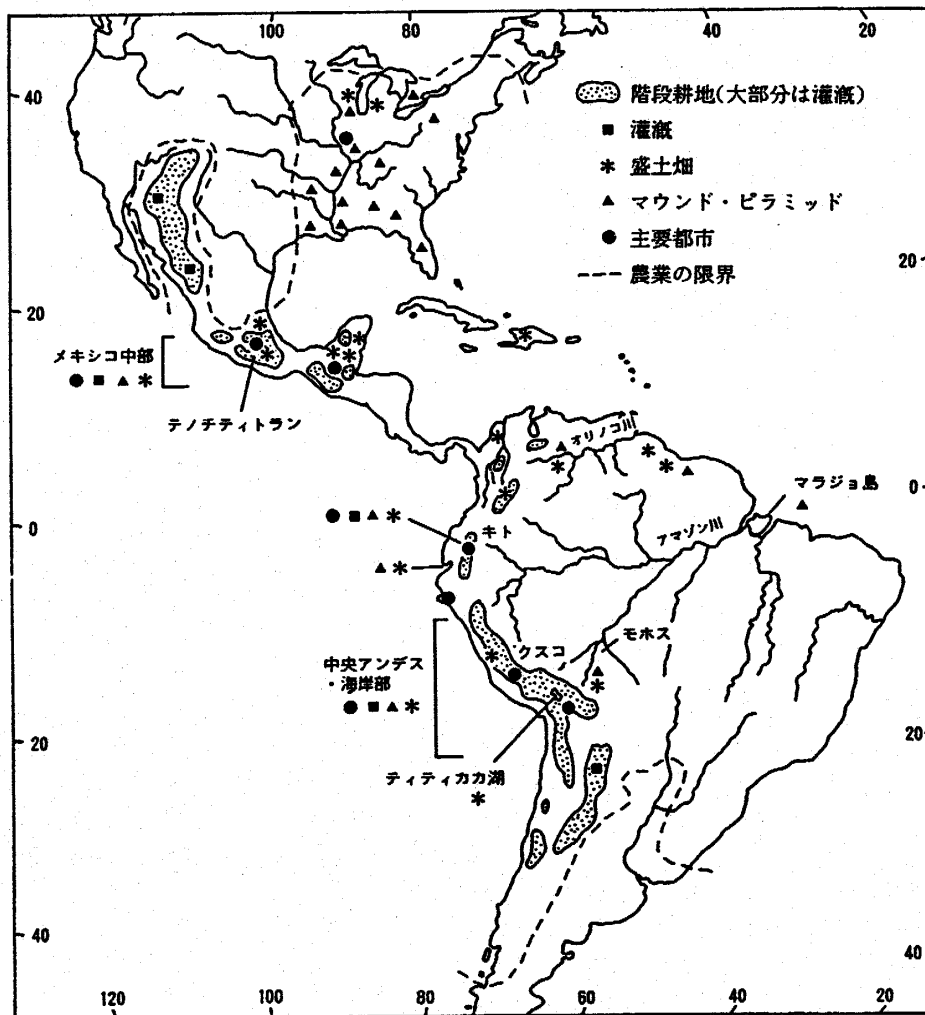 100
80
60
40
20
40
20
0
20
40
20
0
20
40
120
100
80
60
40
20
階段耕地(大部分は灌漑)
灌漑
盛土畑
マウンド・ピラミッド
主要都市
農業の限界
メキシコ中部
テノチティトラン
オリノコ川
マラジョ島
アマゾン川
キト
モホス
クスコ
中央アンデス
・海岸部
ティティカカ湖